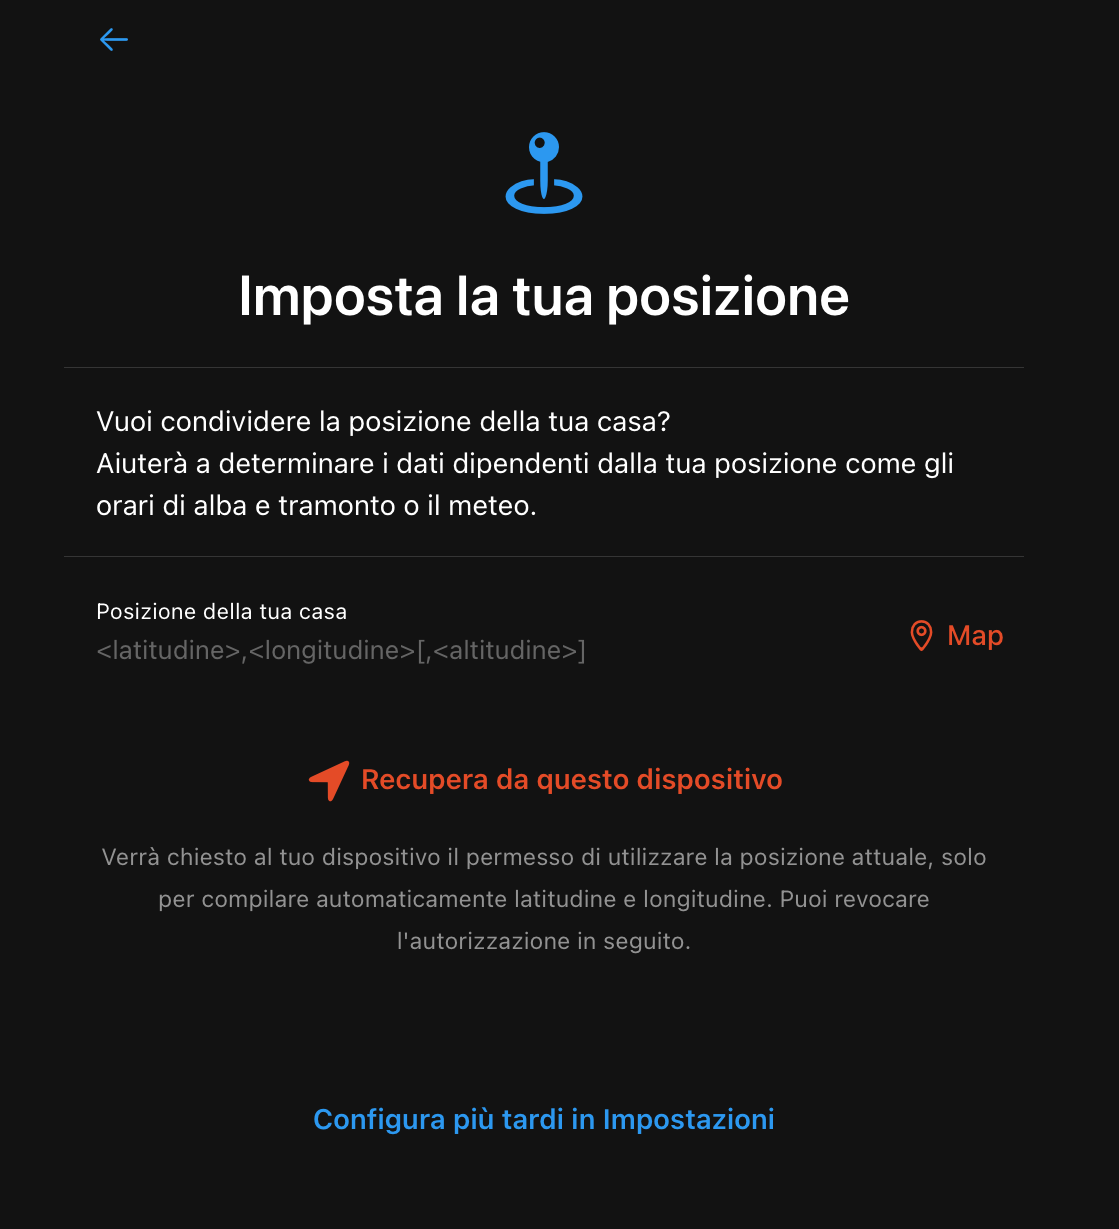 Imposta la tua posizione
Vuoi condividere la posizione della tua casa?
Aiuterà a determinare i dati dipendenti dalla tua posizione come gli
orari di alba e tramonto o il meteo.
Posizione della tua casa
<latitudine>,<longitudine>[,<altitudine>]
Map
Recupera da questo dispositivo
Verrà chiesto al tuo dispositivo il permesso di utilizzare la posizione attuale, solo
per compilare automaticamente latitudine e longitudine. Puoi revocare
l'autorizzazione in seguito.
Configura più tardi in Impostazioni